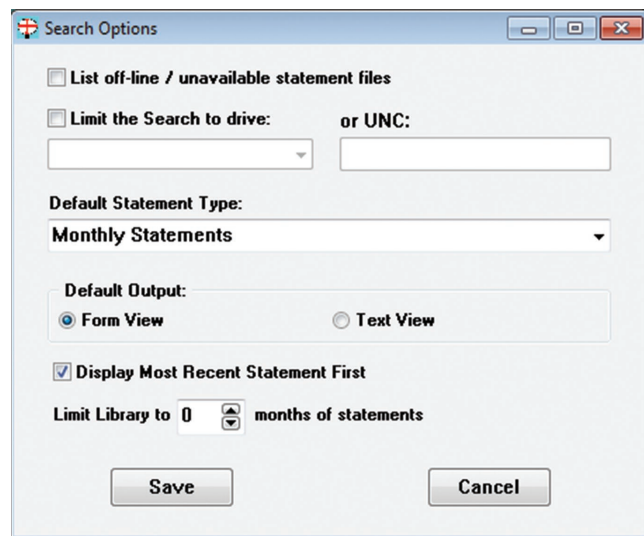 Search Options
List off-line / unavailable statement files
Limit the Search to drive: or UNC:
Default Statement Type:
Monthly Statements
Default Output:
Form View Text View
Display Most Recent Statement First
Limit Library to 0 months of statements
Save Cancel